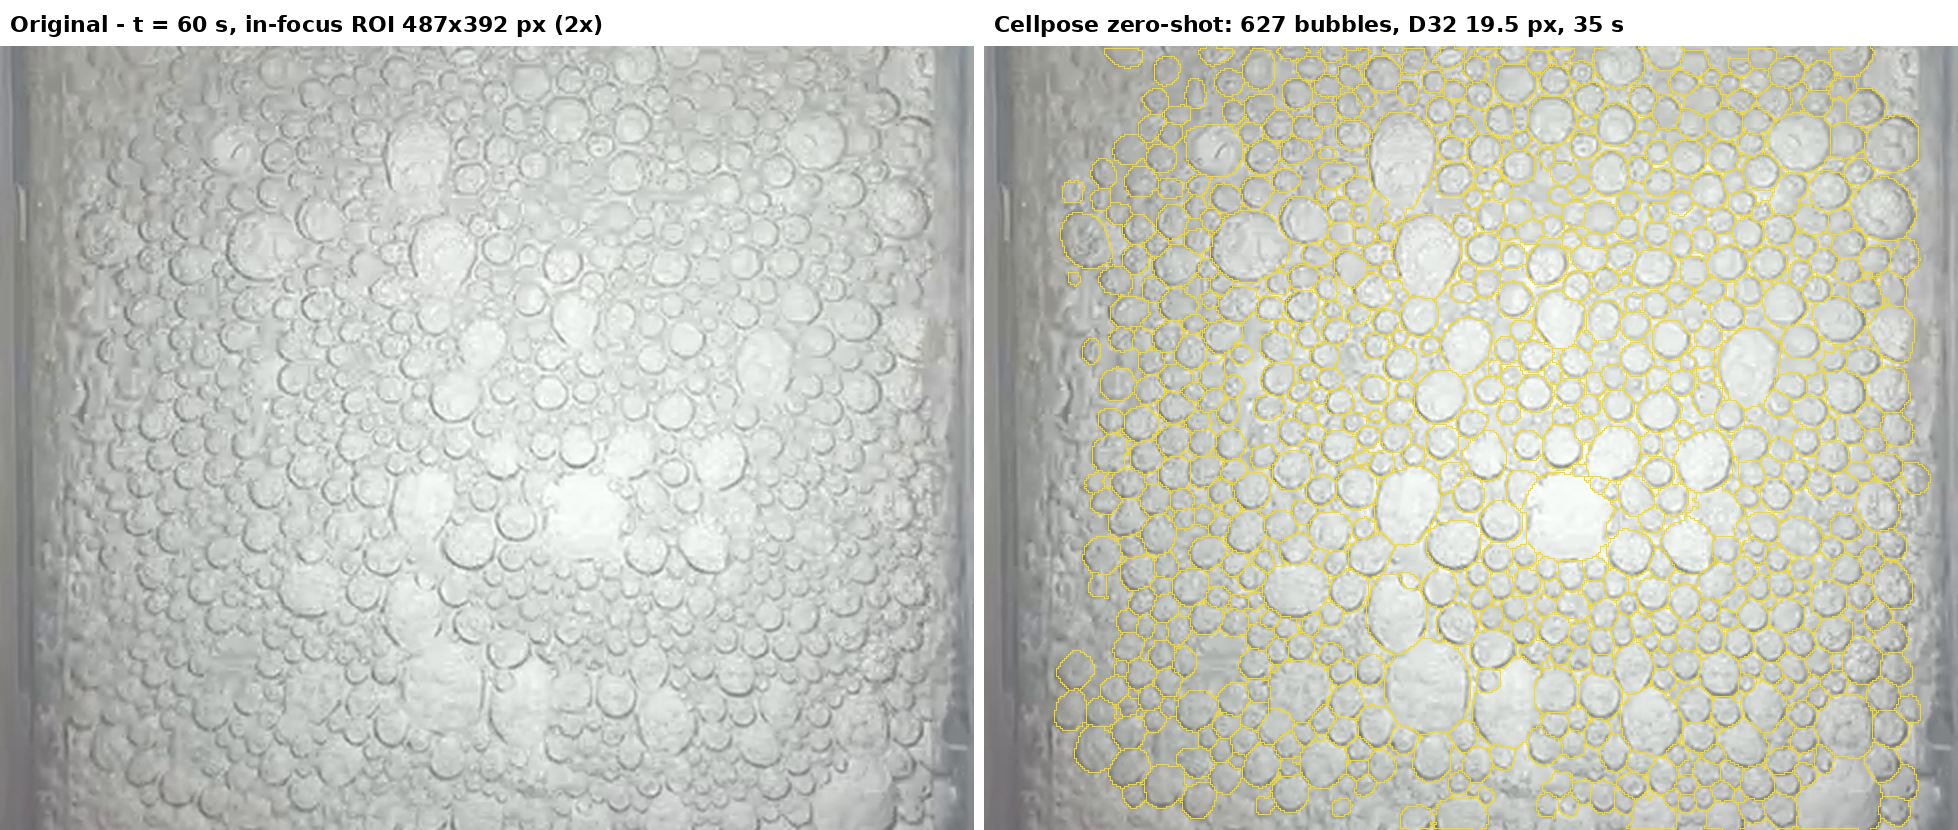 Original - t = 60 s, in-focus ROI 487x392 px (2x)
Cellpose zero-shot: 627 bubbles, D32 19.5 px, 35 s